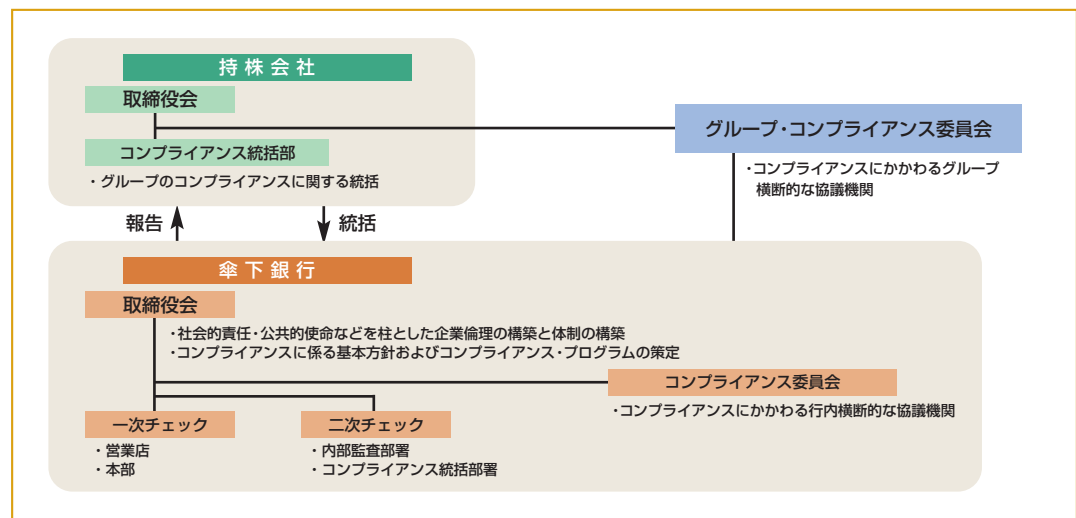 持株会社
取締役会
グループ・コンプライアンス委員会
コンプライアンス統括部
・グループのコンプライアンスに関する統括
・コンプライアンスにかかわるグループ
横断的な協議機関
報告
統括
傘下銀行
取締役会
・社会的責任・公共的使命などを柱とした企業倫理の構築と体制の構築
・コンプライアンスに係る基本方針およびコンプライアンス・プログラムの策定
コンプライアンス委員会
・コンプライアンスにかかわる行内横断的な協議機関
一次チェック
・営業店
・本部
二次チェック
・内部監査部署
・コンプライアンス統括部署